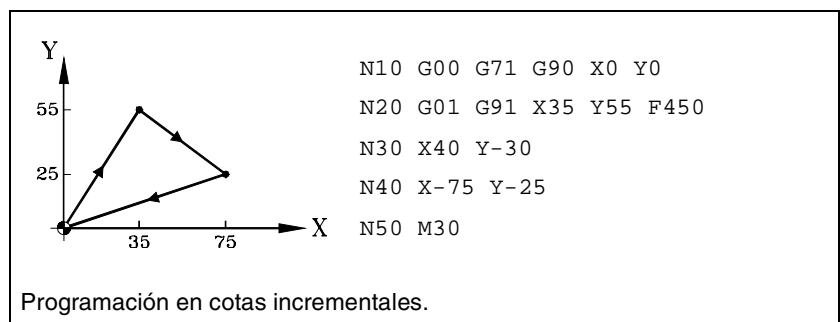 Y
55
25
35
75
X
N10 G00 G71 G90 X0 Y0
N20 G01 G91 X35 Y55 F450
N30 X40 Y-30
N40 X-75 Y-25
N50 M30
Programación en cotas incrementales.